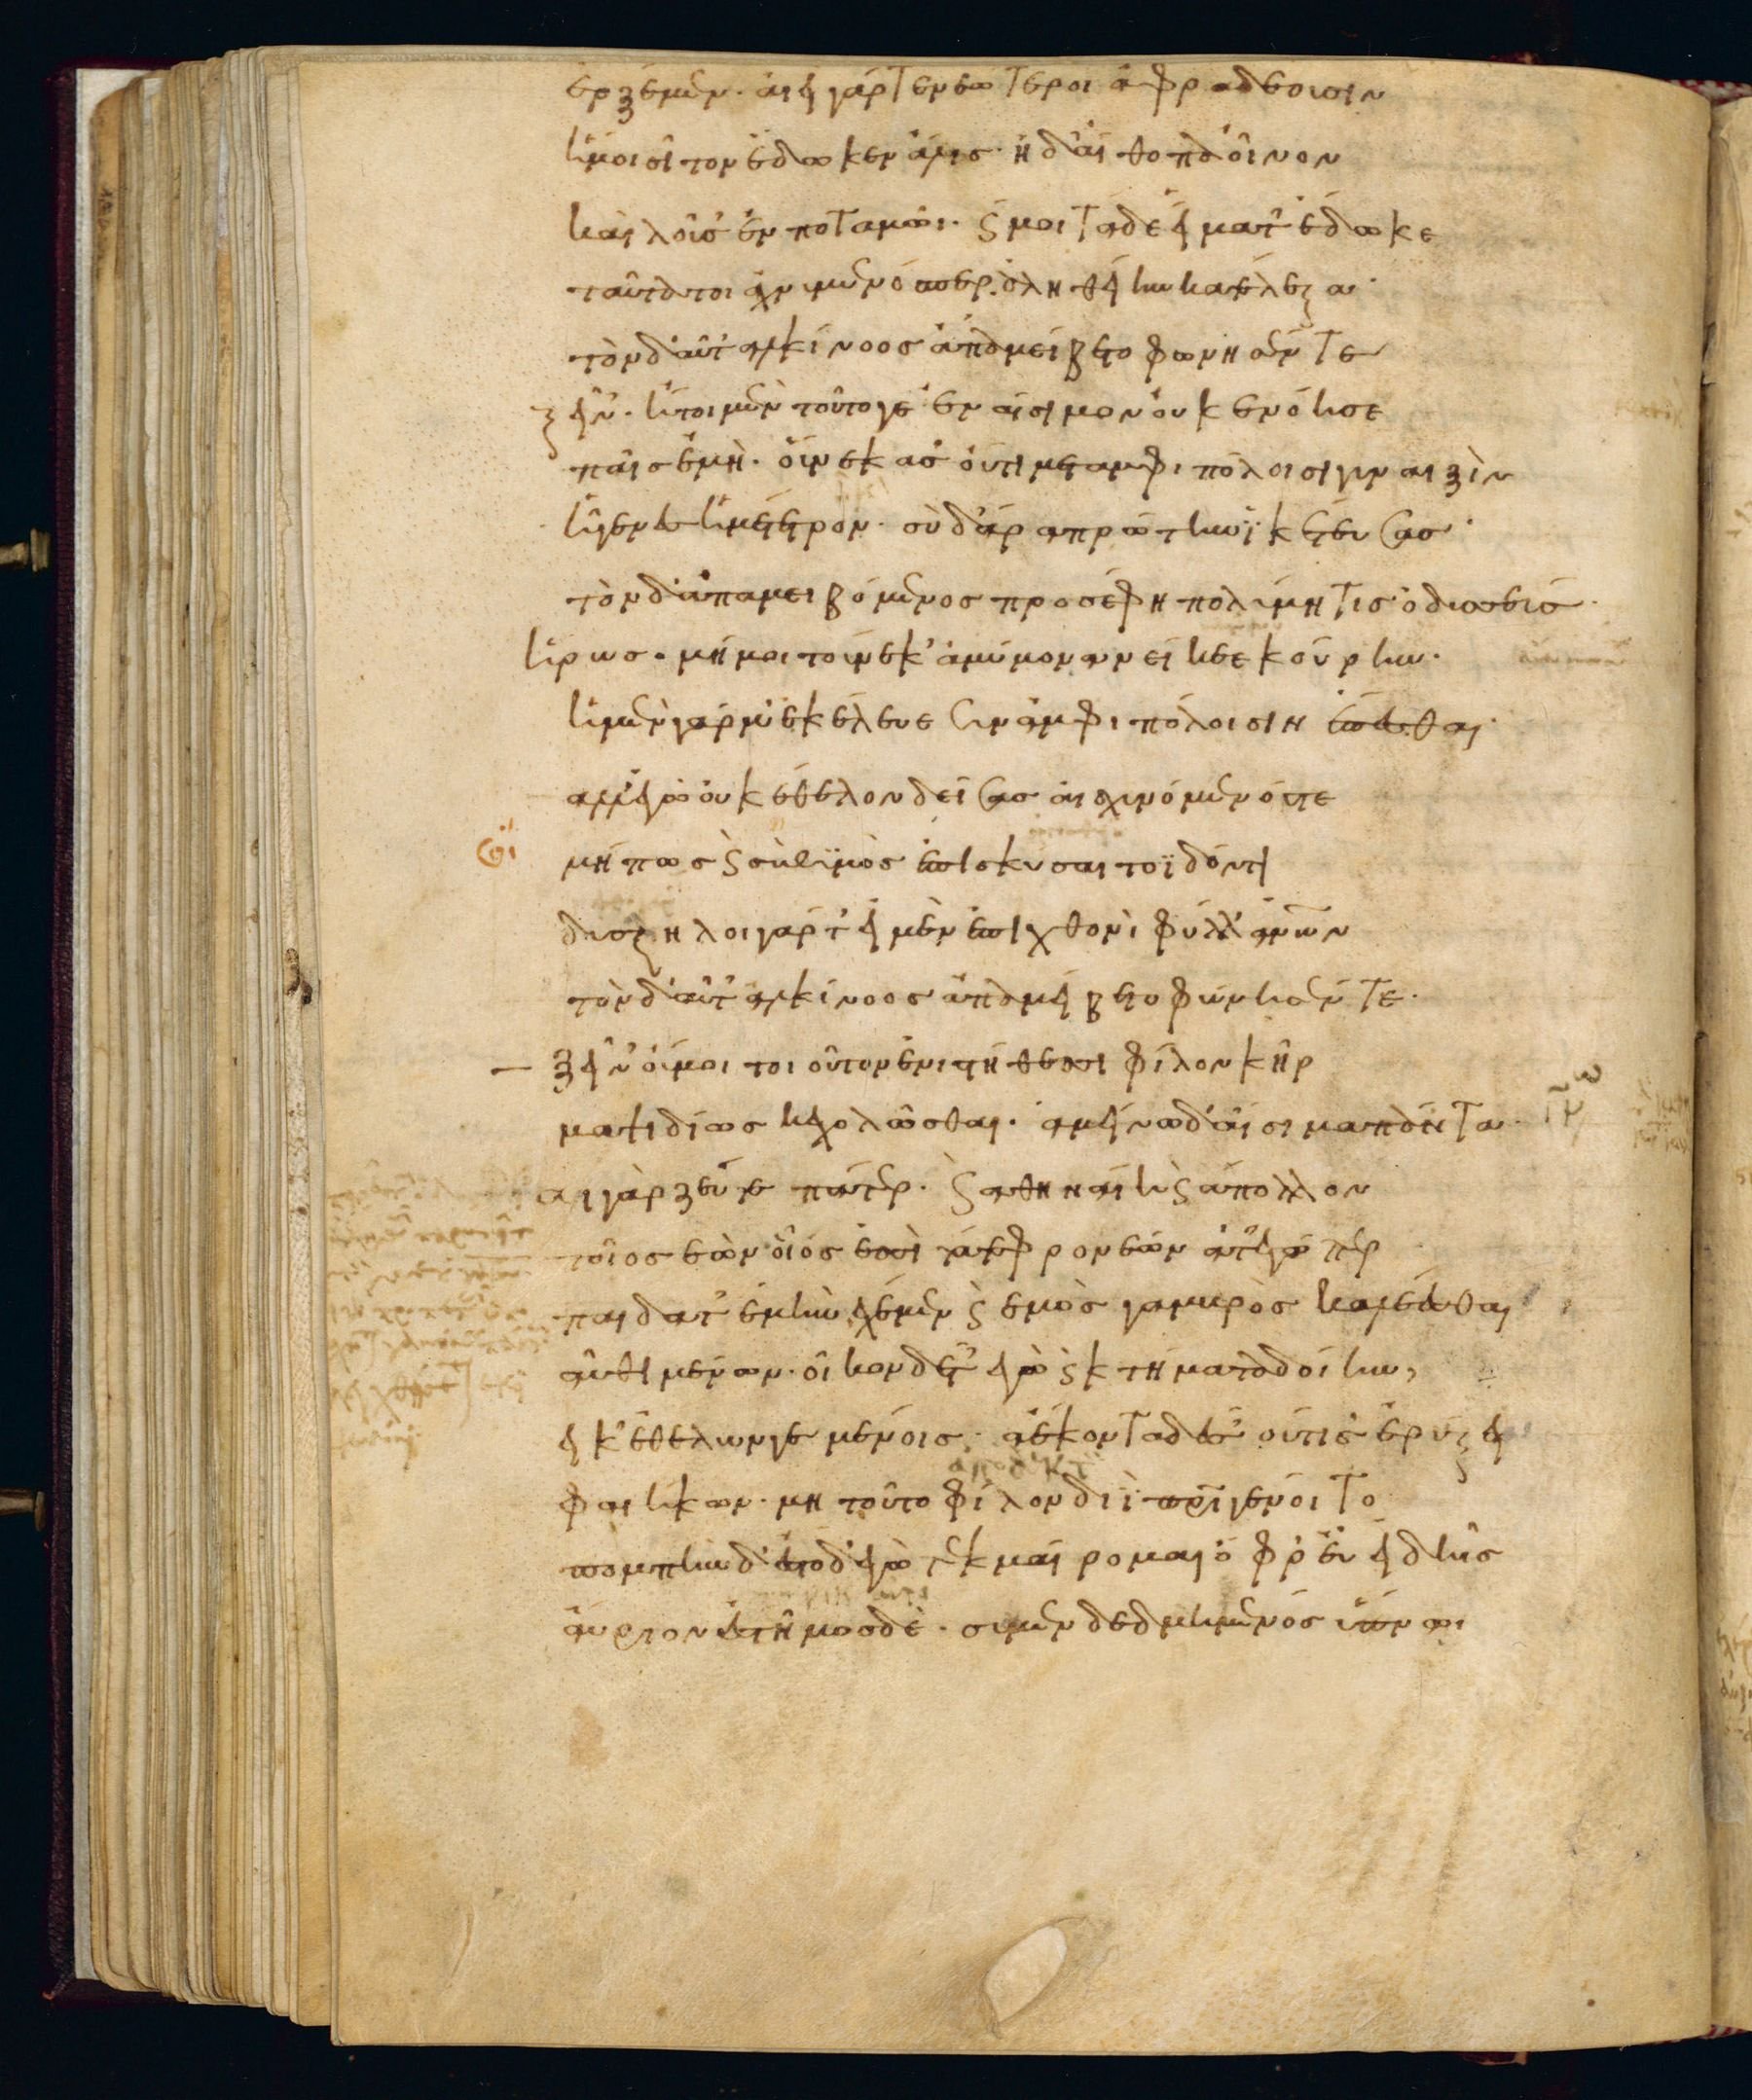 ἐρξέμεν· αἰεὶ γάρ τε νεώτεροι ἀφραδέουσιν
ἥ μοι σῖτον ἔδωκεν ἅλις· ἠδ' αἴθοπα οἶνον
καὶ λοῦσ' ἐν ποταμῶι· καί μοι τάδε εἵματ' ἔδωκε
ταῦτά τοι ἀχνύμενός περ ἀληθείην κατέλεξα·
τὸν δ' αὖτ' ἀλκίνοος ἀπαμείβετο φώνησέν τε
ξεῖν'· ἤτοι μὲν τοῦτό γε ἐναίσιμον οὐκ ἐνόησε
παῖς ἐμή· οὕνεκα σ' οὔτι μετ' ἀμφιπόλοισι γυναιξὶν
ἦγεν ἐς ἡμέτερον· σὺ δ' ἄρα πρώτην ἱκέτευσας·
τὸν δ' ἀπαμειβόμενος προσέφη πολύμητις ὀδυσσεύς·
ἥρως· μή μοι τοὔνεκ' ἀμύμονα νείκεε κούρην·
ἡ μὲν γάρ μ' ἐκέλευε σὺν ἀμφιπόλοισιν ἕπεσθαι·
ἀλλ' ἐγὼ οὐκ ἔθελον δείσας αἰσχυνόμενός τε
μή πως καὶ σοὶ θυμὸς ἐπισκύσαιτο ἰδόντι
δύσζηλοι γάρ τ' εἰμὲν ἐπὶ χθονὶ φῦλ' ἀνθρώπων
τὸν δ' αὖτ' ἀλκίνοος ἀπαμείβετο φώνησέν τε·
ξεῖν' οὔ μοι τοιοῦτον ἐνὶ στήθεσσι φίλον κῆρ
μαψιδίως κεχολῶσθαι· ἀμείνω δ' αἴσιμα πάντα·
αἲ γὰρ ζεῦ τε πάτερ· καὶ ἀθηναίη καὶ ἄπολλον
τοῖος ἐὼν οἷός ἐσσι τά τε φρονέων ἅ τ' ἐγώ περ
παῖδά τ' ἐμὴν ἐχέμεν καὶ ἐμὸς γαμβρὸς καλέεσθαι
αὖθι μένων· οἶκον δέ τ' ἐγὼ καὶ κτήματα δοίην,
εἴ κ' ἐθέλων γε μένοις· ἀέκοντα δέ σ' οὔτις ἐρύξει
φαιήκων· μὴ τοῦτο φίλον διῒ πατρὶ γένοιτο
πομπὴν δ' ἐς τόδ' ἐγὼ τεκμαίρομαι ὄφρ' εὖ εἰδῆς
αὔριον ἔς τῆμος δὲ· σὺ μὲν δεδμημένος ὕπνωι